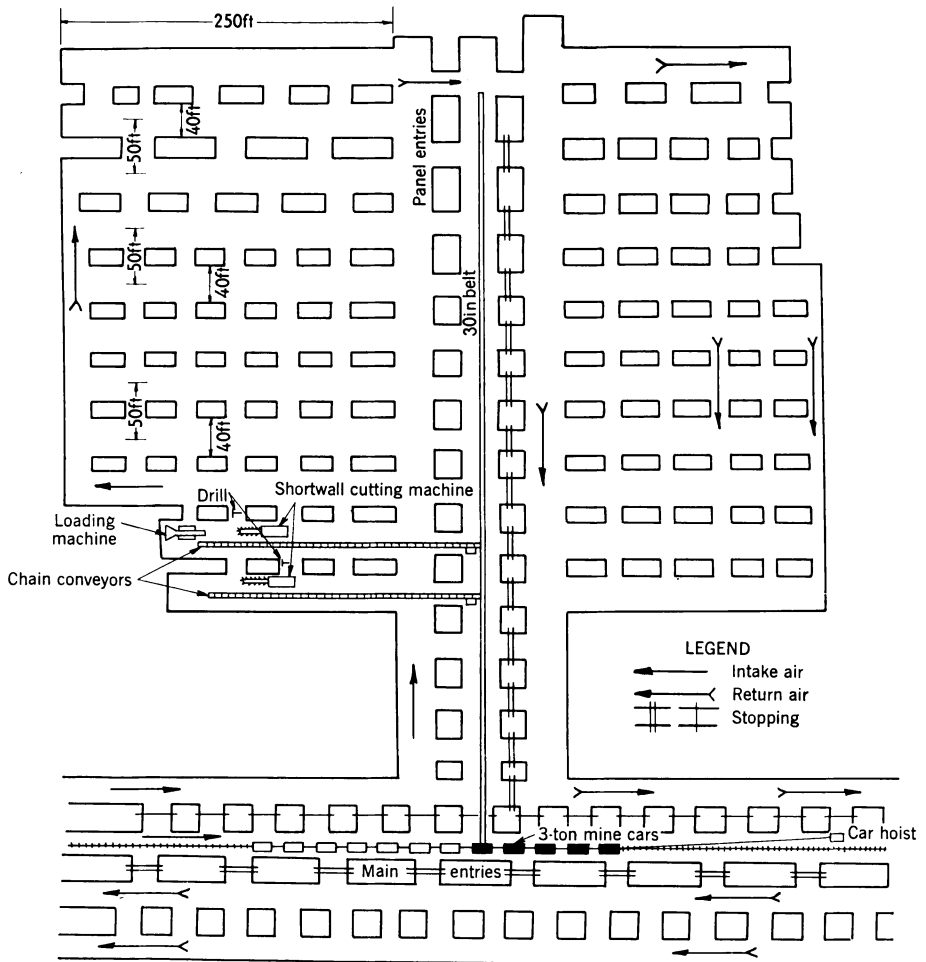 250ft
40ft
50ft
Panel entries
50ft
40ft
30in belt
50ft
40ft
Drill
Shortwall cutting machine
Loading
machine
Chain conveyors
LEGEND
Intake air
Return air
Stopping
3-ton mine cars
Car hoist
Main entries